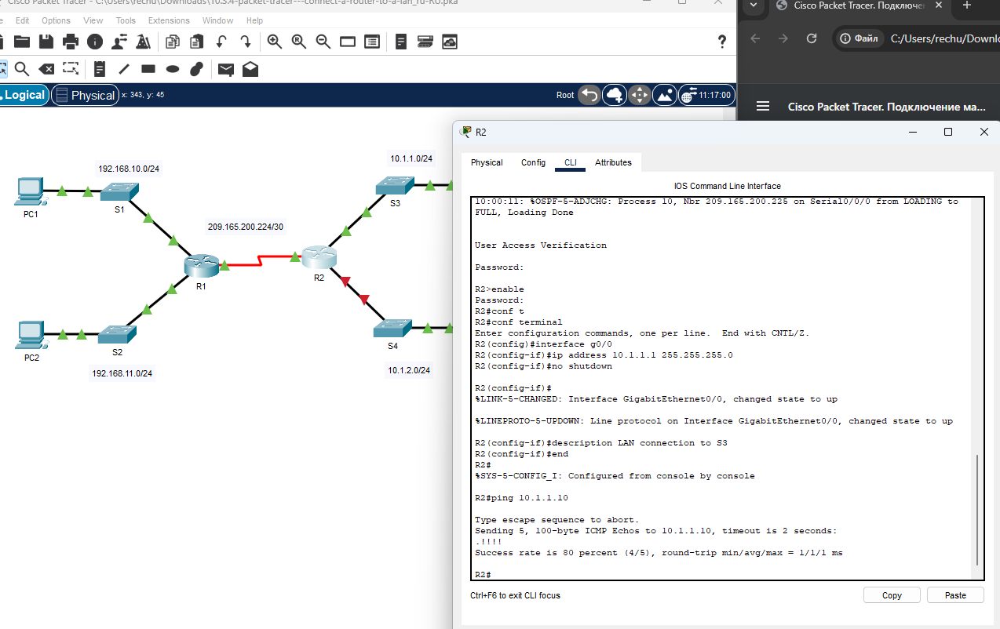 Cisco Packet Tracer - C:\Users\rechu\Downloads\10.3.4-packet-tracer---connect-a-router-to-a-lan_ru-RU.pka
Edit Options View Tools Extensions Window Help
?
Logical Physical x: 343, y: 45
Root 11:17:00
192.168.10.0/24
PC1
S1
209.165.200.224/30
R1
R2
10.1.1.0/24
S3
PC2
S2
192.168.11.0/24
S4
10.1.2.0/24
Cisco Packet Tracer. Подключен
Файл C:/Users/rechu/Downlo
Cisco Packet Tracer. Подключение ма...
R2
Physical Config CLI Attributes
IOS Command Line Interface
10:00:11: %OSPF-5-ADJCHG: Process 10, Nbr 209.165.200.225 on Serial0/0/0 from LOADING to
FULL, Loading Done
User Access Verification
Password:
R2>enable
Password:
R2#conf t
R2#conf terminal
Enter configuration commands, one per line.  End with CNTL/Z.
R2(config)#interface g0/0
R2(config-if)#ip address 10.1.1.1 255.255.255.0
R2(config-if)#no shutdown
R2(config-if)#
%LINK-5-CHANGED: Interface GigabitEthernet0/0, changed state to up
%LINEPROTO-5-UPDOWN: Line protocol on Interface GigabitEthernet0/0, changed state to up
R2(config-if)#description LAN connection to S3
R2(config-if)#end
R2#
%SYS-5-CONFIG_I: Configured from console by console
R2#ping 10.1.1.10
Type escape sequence to abort.
Sending 5, 100-byte ICMP Echos to 10.1.1.10, timeout is 2 seconds:
.!!!!
Success rate is 80 percent (4/5), round-trip min/avg/max = 1/1/1 ms
R2#
Ctrl+F6 to exit CLI focus
Copy Paste